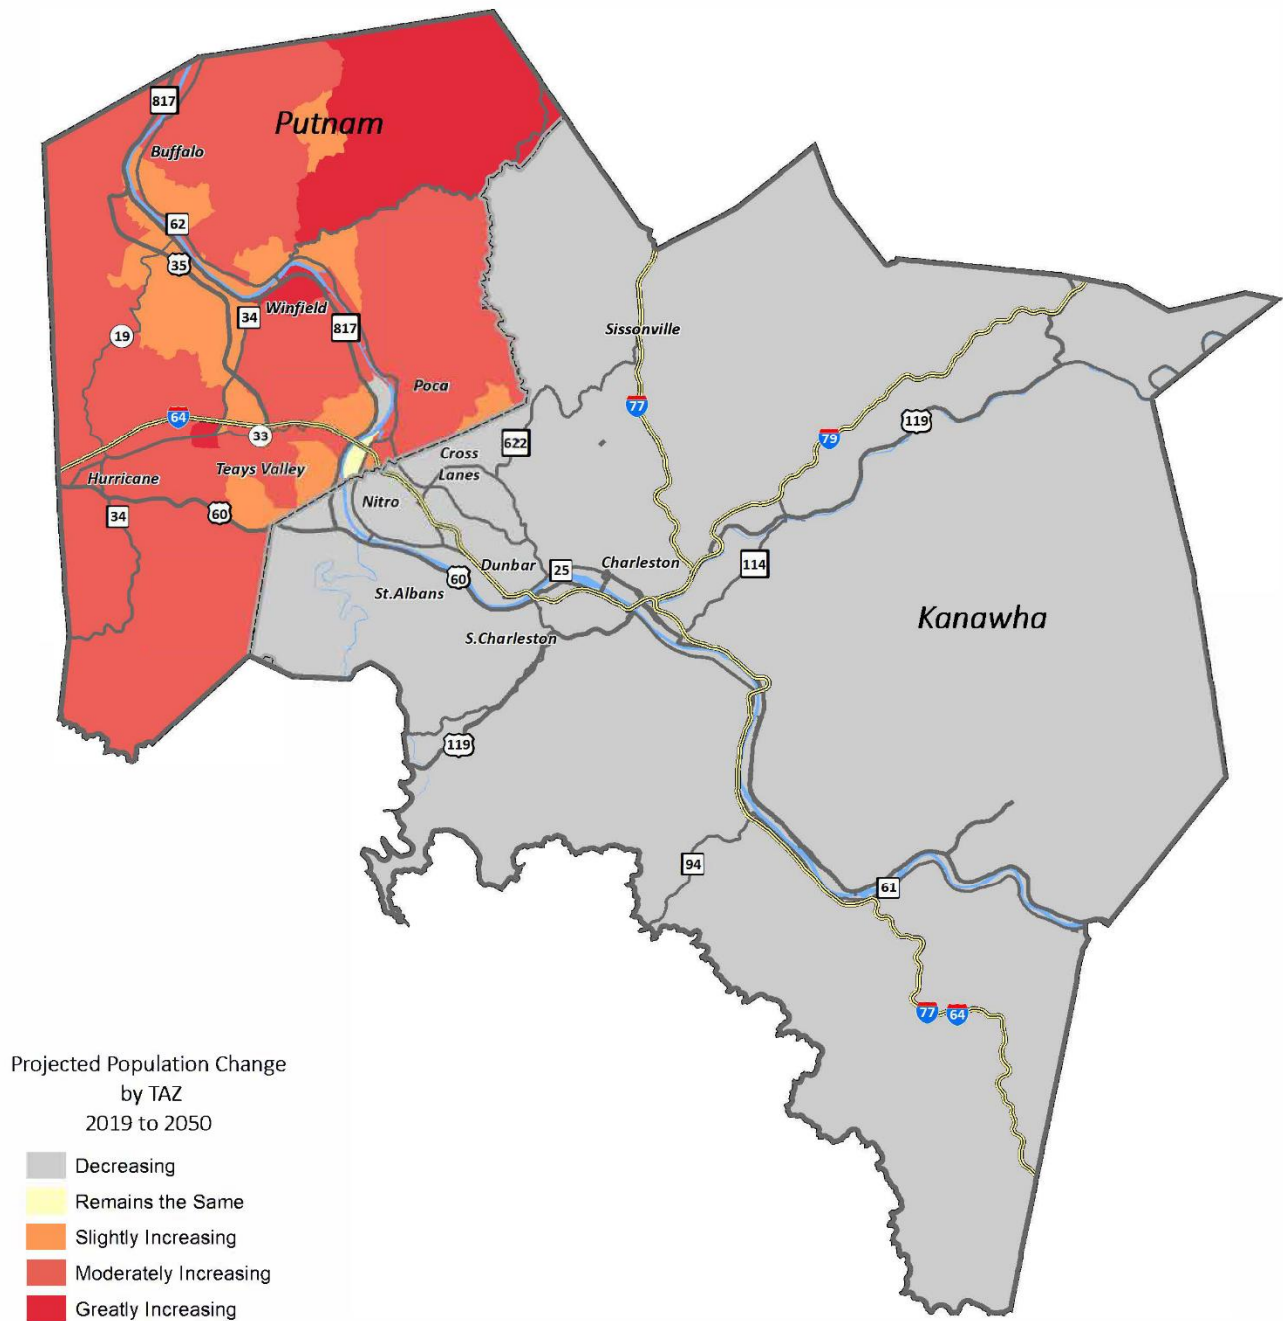 817
Putnam
Buffalo
62
35
Winfield
34
817
19
Sissonville
Poca
64
33
77
119
79
622
Cross
Lanes
Teays Valley
Hurricane
Nitro
34
60
Dunbar
25
Charleston
114
60
St.Albans
Kanawha
S.Charleston
119
94
61
77
64
Projected Population Change
by TAZ
2019 to 2050
Decreasing
Remains the Same
Slightly Increasing
Moderately Increasing
Greatly Increasing